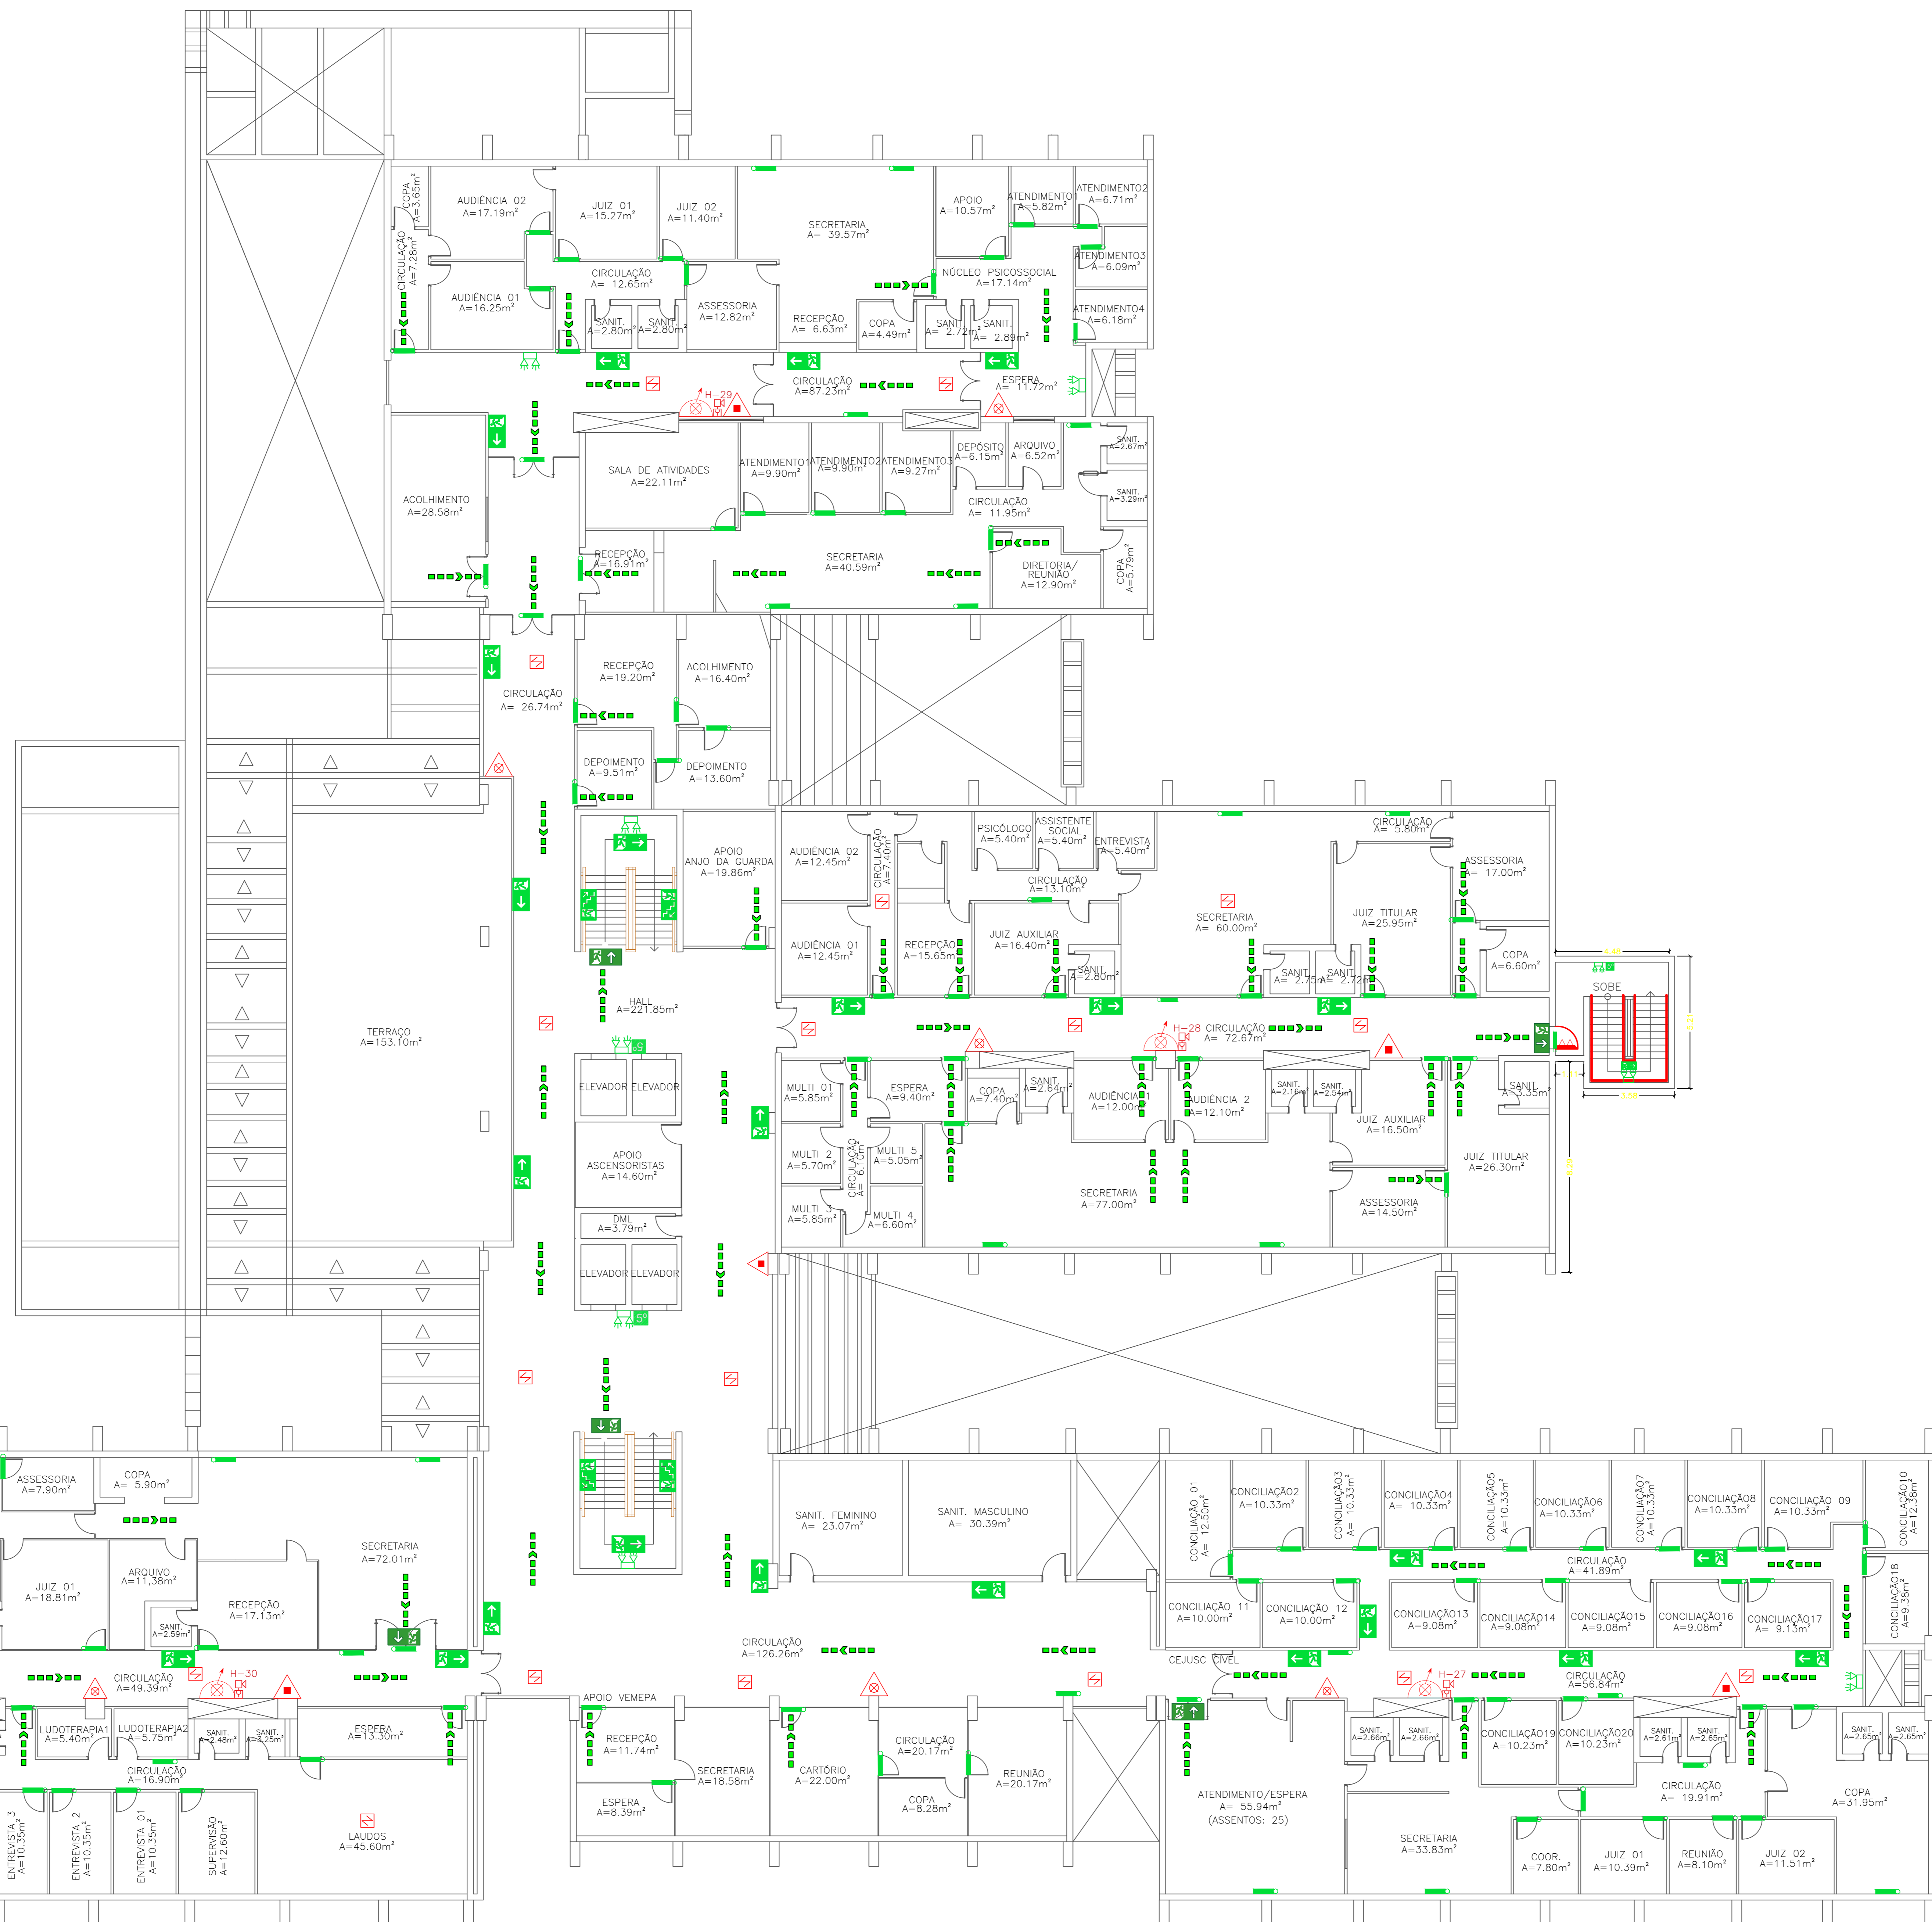 COPA
A=3.65m²
AUDIÊNCIA 02
A=17.19m²
JUIZ 01
A=15.27m²
JUIZ 02
A=11.40m²
SECRETARIA
A= 39.57m²
APOIO
A=10.57m²
ATENDIMENTO1
A=5.82m²
ATENDIMENTO2
A=6.71m²
CIRCULAÇÃO
A=7.28m²
AUDIÊNCIA 01
A=16.25m²
CIRCULAÇÃO
A= 12.65m²
SANIT.
A=2.80m²
SANIT.
A=2.80m²
ASSESSORIA
A=12.82m²
RECEPÇÃO
A= 6.63m²
COPA
A=4.49m²
NÚCLEO PSICOSSOCIAL
A=17.14m²
SANIT.
A= 2.72m²
SANIT.
A= 2.89m²
ATENDIMENTO3
A=6.09m²
ATENDIMENTO4
A=6.18m²
H-29
CIRCULAÇÃO
A=87.23m²
ESPERA
A= 11.72m²
ACOLHIMENTO
A=28.58m²
SALA DE ATIVIDADES
A=22.11m²
ATENDIMENTO1
A=9.90m²
ATENDIMENTO2
A=9.90m²
ATENDIMENTO3
A=9.27m²
DEPÓSITO
A=6.15m²
ARQUIVO
A=6.52m²
SANIT.
A=2.67m²
SANIT.
A=3.29m²
CIRCULAÇÃO
A= 11.95m²
RECEPÇÃO
A=16.91m²
SECRETARIA
A=40.59m²
DIRETORIA/
REUNIÃO
A=12.90m²
COPA
A=5.79m²
CIRCULAÇÃO
A= 26.74m²
RECEPÇÃO
A=19.20m²
ACOLHIMENTO
A=16.40m²
DEPOIMENTO
A=9.51m²
DEPOIMENTO
A=13.60m²
APOIO
ANJO DA GUARDA
A=19.86m²
AUDIÊNCIA 02
A=12.45m²
CIRCULAÇÃO
A=7.40m²
PSICÓLOGO
A=5.40m²
ASSISTENTE
SOCIAL
A=5.40m²
ENTREVISTA
A=5.40m²
CIRCULAÇÃO
A= 5.80m²
ASSESSORIA
A= 17.00m²
CIRCULAÇÃO
A=13.10m²
AUDIÊNCIA 01
A=12.45m²
RECEPÇÃO
A=15.65m²
JUIZ AUXILIAR
A=16.40m²
SANIT.
A=2.80m²
SECRETARIA
A= 60.00m²
SANIT.
A= 2.75m²
SANIT.
A= 2.72m²
JUIZ TITULAR
A=25.95m²
COPA
A=6.60m²
SOBE
HALL
A=221.85m²
TERRAÇO
A=153.10m²
H-28
CIRCULAÇÃO
A= 72.67m²
5°
ELEVADOR
ELEVADOR
MULTI 01
A=5.85m²
ESPERA
A=9.40m²
COPA
A=7.40m²
SANIT.
A=2.64m²
AUDIÊNCIA 1
A=12.00m²
AUDIÊNCIA 2
A=12.10m²
SANIT.
A=2.16m²
SANIT.
A=2.54m²
JUIZ AUXILIAR
A=16.50m²
SANIT.
A=3.35m²
3.58
APOIO
ASCENSORISTAS
A=14.60m²
MULTI 2
A=5.70m²
CIRCULAÇÃO
A= 6.10m²
MULTI 5
A=5.05m²
SECRETARIA
A=77.00m²
JUIZ TITULAR
A=26.30m²
MULTI 3
A=5.85m²
MULTI 4
A=6.60m²
ASSESSORIA
A=14.50m²
DML
A=3.79m²
ELEVADOR
ELEVADOR
5°
ASSESSORIA
A=7.90m²
COPA
A= 5.90m²
SECRETARIA
A=72.01m²
JUIZ 01
A=18.81m²
ARQUIVO
A=11,38m²
SANIT.
A=2.59m²
RECEPÇÃO
A=17.13m²
H-30
CIRCULAÇÃO
A=49.39m²
LUDOTERAPIA1
A=5.40m²
LUDOTERAPIA2
A=5.75m²
SANIT.
A=2.48m²
SANIT.
A=3.25m²
ESPERA
A=13.30m²
CIRCULAÇÃO
A=16.90m²
ENTREVISTA 3
A=10.35m²
ENTREVISTA 2
A=10.35m²
ENTREVISTA 01
A=10.35m²
SUPERVISÃO
A=12.60m²
LAUDOS
A=45.60m²
SANIT. FEMININO
A= 23.07m²
SANIT. MASCULINO
A= 30.39m²
CIRCULAÇÃO
A=126.26m²
APOIO VEMEPA
RECEPÇÃO
A=11.74m²
ESPERA
A=8.39m²
SECRETARIA
A=18.58m²
CARTÓRIO
A=22.00m²
CIRCULAÇÃO
A=20.17m²
COPA
A=8.28m²
REUNIÃO
A=20.17m²
CONCILIAÇÃO 01
A= 12.50m²
CONCILIAÇÃO2
A=10.33m²
CONCILIAÇÃO3
A= 10.33m²
CONCILIAÇÃO4
A= 10.33m²
CONCILIAÇÃO5
A=10.33m²
CONCILIAÇÃO6
A=10.33m²
CONCILIAÇÃO7
A=10.33m²
CONCILIAÇÃO8
A=10.33m²
CONCILIAÇÃO 09
A=10.33m²
CONCILIAÇÃO10
A=12.38m²
CIRCULAÇÃO
A=41.89m²
CONCILIAÇÃO 11
A=10.00m²
CONCILIAÇÃO 12
A=10.00m²
CONCILIAÇÃO13
A=9.08m²
CONCILIAÇÃO14
A=9.08m²
CONCILIAÇÃO15
A=9.08m²
CONCILIAÇÃO16
A=9.08m²
CONCILIAÇÃO17
A= 9.13m²
CONCILIAÇÃO18
A=9.38m²
CEJUSC CÍVEL
H-27
CIRCULAÇÃO
A=56.84m²
SANIT.
A=2.66m²
SANIT.
A=2.66m²
CONCILIAÇÃO19
A=10.23m²
CONCILIAÇÃO20
A=10.23m²
SANIT.
A=2.61m²
SANIT.
A=2.65m²
SANIT.
A=2.65m²
SANIT.
A=2.65m²
ATENDIMENTO/ESPERA
A= 55.94m²
(ASSENTOS: 25)
CIRCULAÇÃO
A= 19.91m²
COPA
A=31.95m²
SECRETARIA
A=33.83m²
COOR.
A=7.80m²
JUIZ 01
A=10.39m²
REUNIÃO
A=8.10m²
JUIZ 02
A=11.51m²